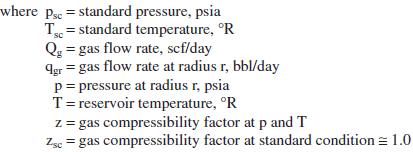 where p_sc = standard pressure, psia
T_sc = standard temperature, °R
Q_g = gas flow rate, scf/day
q_gr = gas flow rate at radius r, bbl/day
p = pressure at radius r, psia
T = reservoir temperature, °R
z = gas compressibility factor at p and T
z_sc = gas compressibility factor at standard condition ≅ 1.0